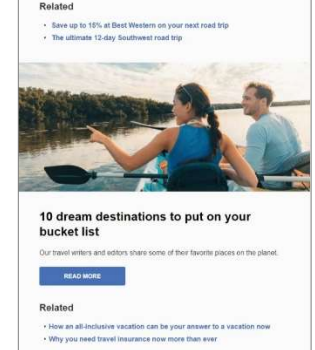 Related
• Save up to 15% at Best Western on your next road trip
• The ultimate 12-day Southwest road trip
10 dream destinations to put on your
bucket list
Our travel writers and editors share some of their favorite places on the planet.
READ MORE
Related
• How an all-inclusive vacation can be your answer to a vacation now
• Why you need travel insurance now more than ever